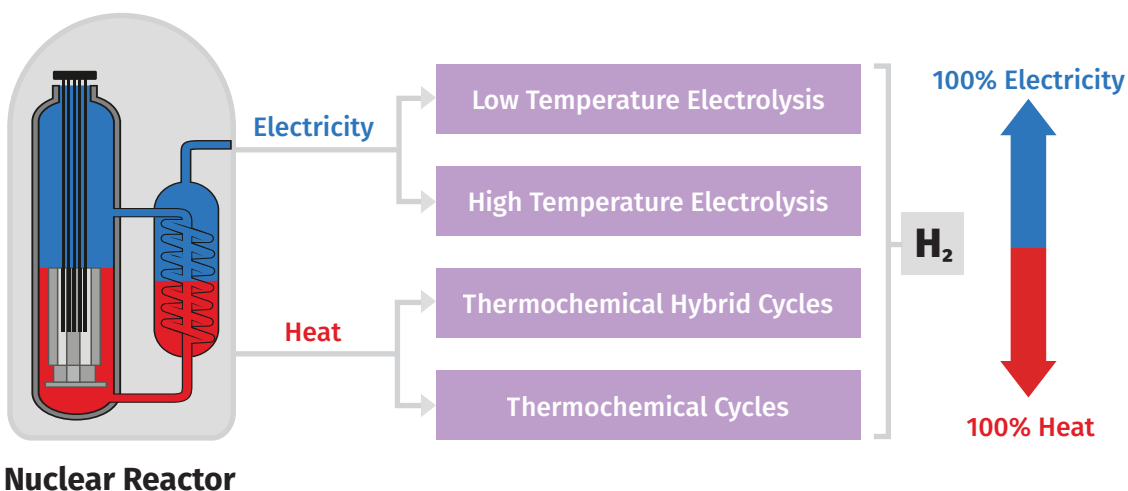 Electricity
Heat
Nuclear Reactor
Low Temperature Electrolysis
High Temperature Electrolysis
Thermochemical Hybrid Cycles
Thermochemical Cycles
H₂
100% Electricity
100% Heat